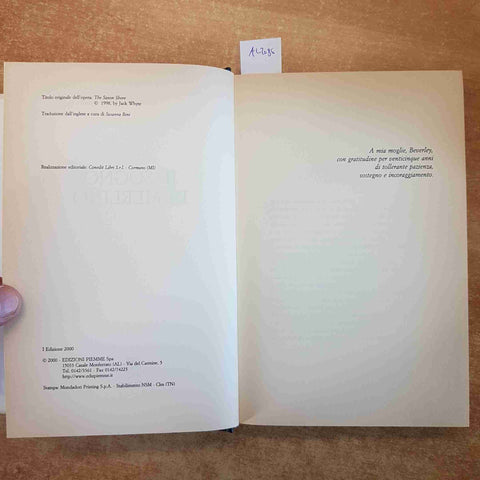 Titolo originale dell'opera: The Saxon Shore
© 1998, by Jack Whyte
Traduzione dall'inglese a cura di Susanna Bini
Realizzazione editoriale: Conedit Libri S.r.l. - Cormano (MI)
I Edizione 2000
© 2000 - EDIZIONI PIEMME Spa
15033 Casale Monferrato (AL) - Via del Carmine, 5
Tel. 0142/3361 - Fax 0142/74223
http://www.edizpiemme.it
Stampa: Mondadori Printing S.p.A. - Stabilimento NSM - Cles (TN)
A mia moglie, Beverley,
con gratitudine per venticinque anni
di tollerante pazienza,
sostegno e incoraggiamento.